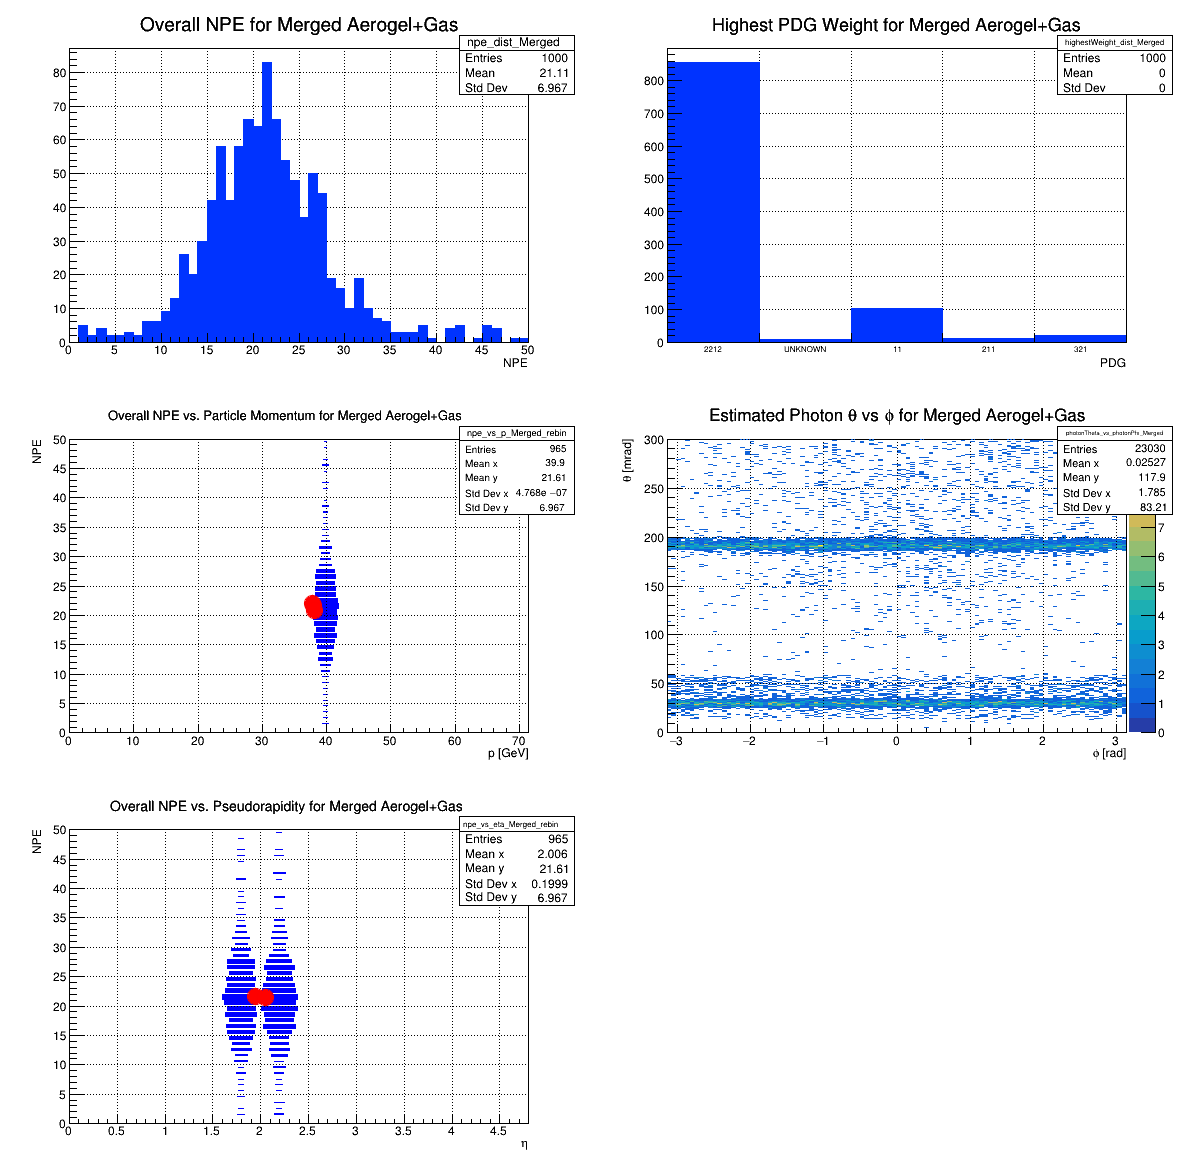 Overall NPE for Merged Aerogel+Gas
npe_dist_Merged
Entries 1000
Mean 21.11
Std Dev 6.967
80
70
60
50
40
30
20
10
0
0 5 10 15 20 25 30 35 40 45 50
NPE
Highest PDG Weight for Merged Aerogel+Gas
highestWeight_dist_Merged
Entries 1000
Mean 0
Std Dev 0
800
700
600
500
400
300
200
100
0
2212 UNKNOWN 11 211 321
PDG
Overall NPE vs. Particle Momentum for Merged Aerogel+Gas
npe_vs_p_Merged_rebin
Entries 965
Mean x 39.9
Mean y 21.61
Std Dev x 4.768e −07
Std Dev y 6.967
NPE
50
45
40
35
30
25
20
15
10
5
0
0 10 20 30 40 50 60 70
p [GeV]
Estimated Photon θ vs ϕ for Merged Aerogel+Gas
photonTheta_vs_photonPhi_Merged
Entries 23030
Mean x 0.02527
Mean y 117.9
Std Dev x 1.785
Std Dev y 83.21
θ [mrad]
300
250
200
150
100
50
0
−3 −2 −1 0 1 2 3
ϕ [rad]
7
6
5
4
3
2
1
0
Overall NPE vs. Pseudorapidity for Merged Aerogel+Gas
npe_vs_eta_Merged_rebin
Entries 965
Mean x 2.006
Mean y 21.61
Std Dev x 0.1999
Std Dev y 6.967
NPE
50
45
40
35
30
25
20
15
10
5
0
0 0.5 1 1.5 2 2.5 3 3.5 4 4.5
η